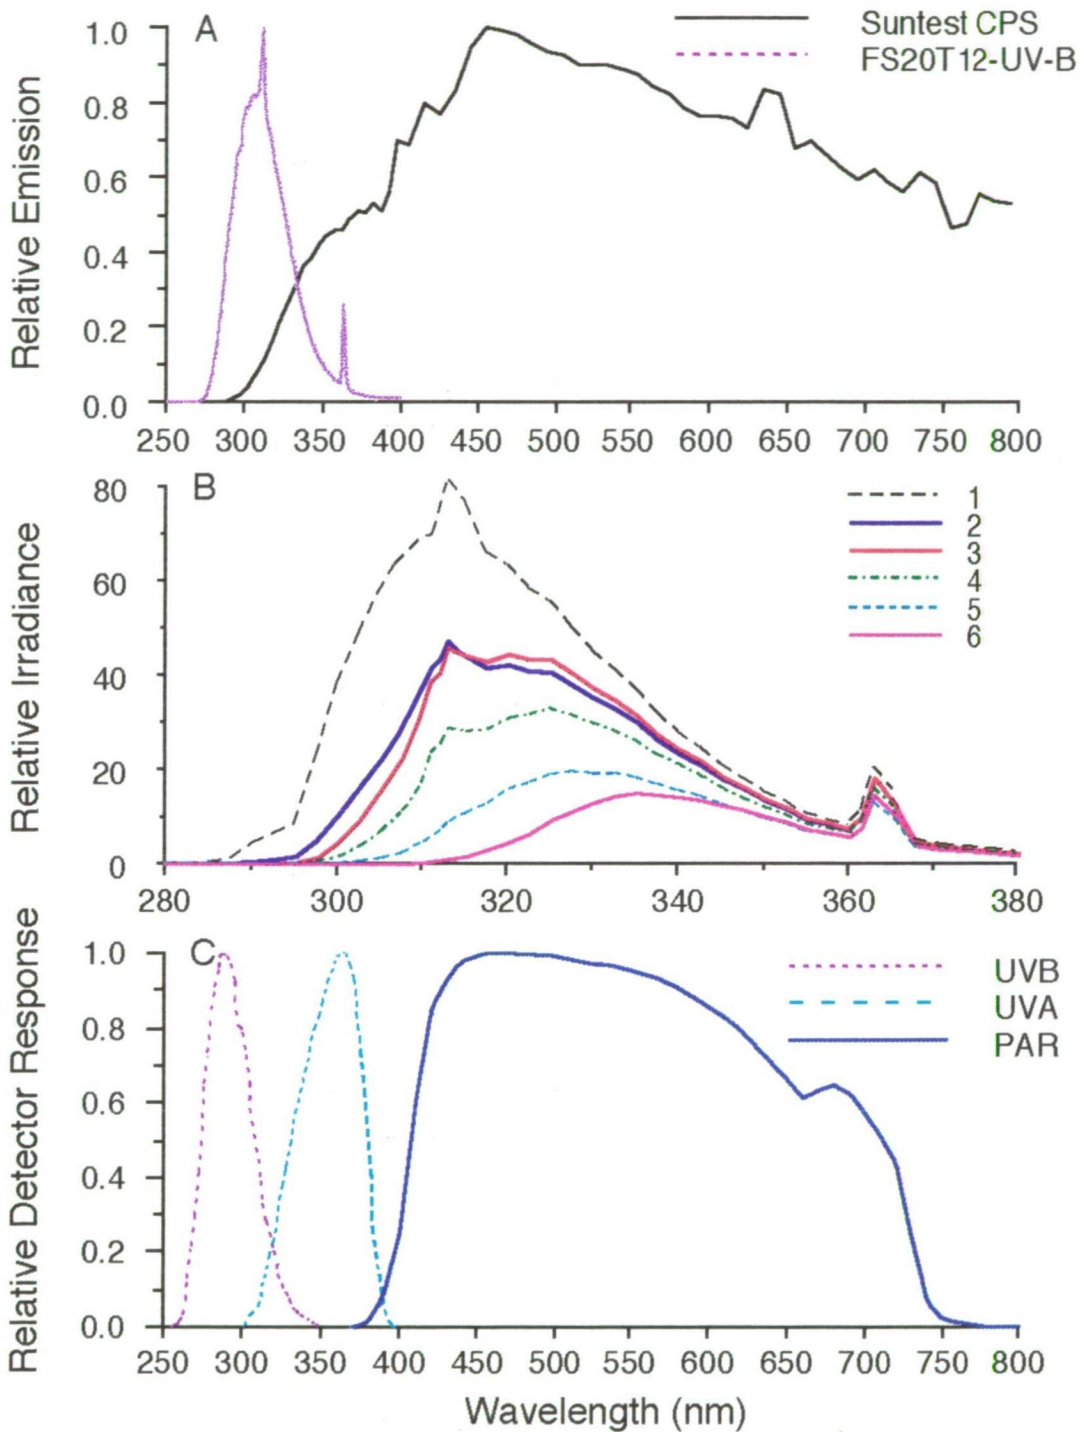 A
Suntest CPS
FS20T12-UV-B
Relative Emission
1.0
0.8
0.6
0.4
0.2
0.0
250 300 350 400 450 500 550 600 650 700 750 800
B
1
2
3
4
5
6
Relative Irradiance
80
60
40
20
0
280 300 320 340 360 380
C
UVB
UVA
PAR
Relative Detector Response
1.0
0.8
0.6
0.4
0.2
0.0
250 300 350 400 450 500 550 600 650 700 750 800
Wavelength (nm)